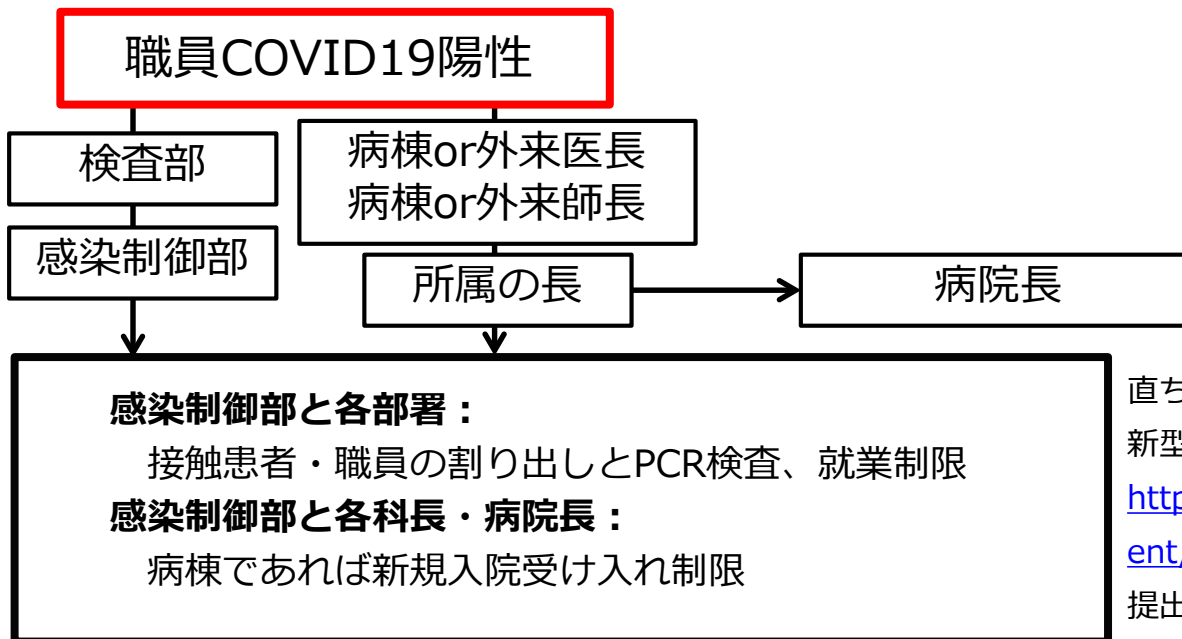 職員COVID19陽性
検査部
病棟or外来医長
病棟or外来師長
感染制御部
所属の長
病院長
感染制御部と各部署：
接触患者・職員の割り出しとPCR検査、就業制限
感染制御部と各科長・病院長：
病棟であれば新規入院受け入れ制限
直ち
新型
http
ent/
提出